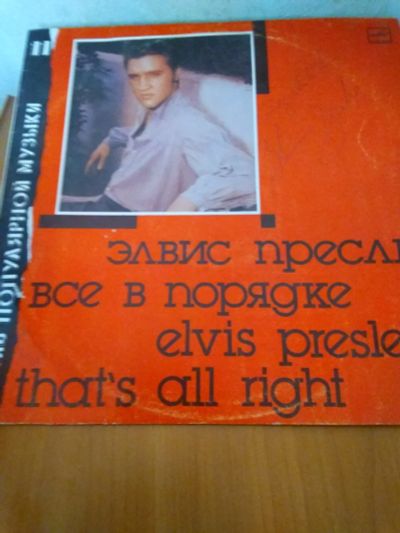 11
ПОПУЛЯРНОЙ МУЗЫКИ
элвис пресл
все в порядке
elvis presle
that's all right